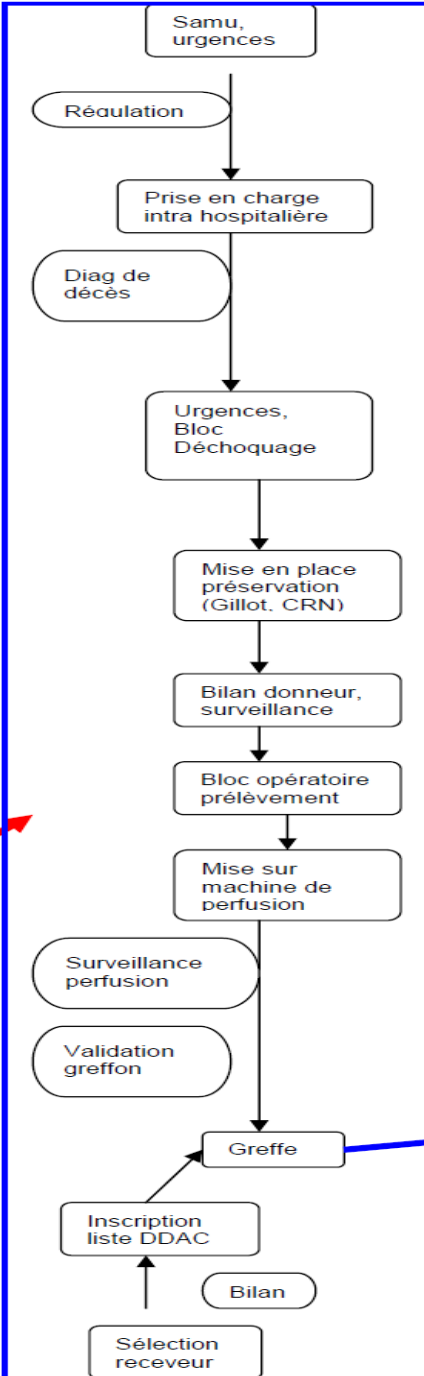 Samu,
urgences
Régulation
Prise en charge
intra hospitalière
Diag de
décès
Urgences,
Bloc
Déchoquage
Mise en place
préservation
(Gillot, CRN)
Bilan donneur,
surveillance
Bloc opératoire
prélèvement
Mise sur
machine de
perfusion
Surveillance
perfusion
Validation
greffon
Greffe
Inscription
liste DDAC
Bilan
Sélection
receveur